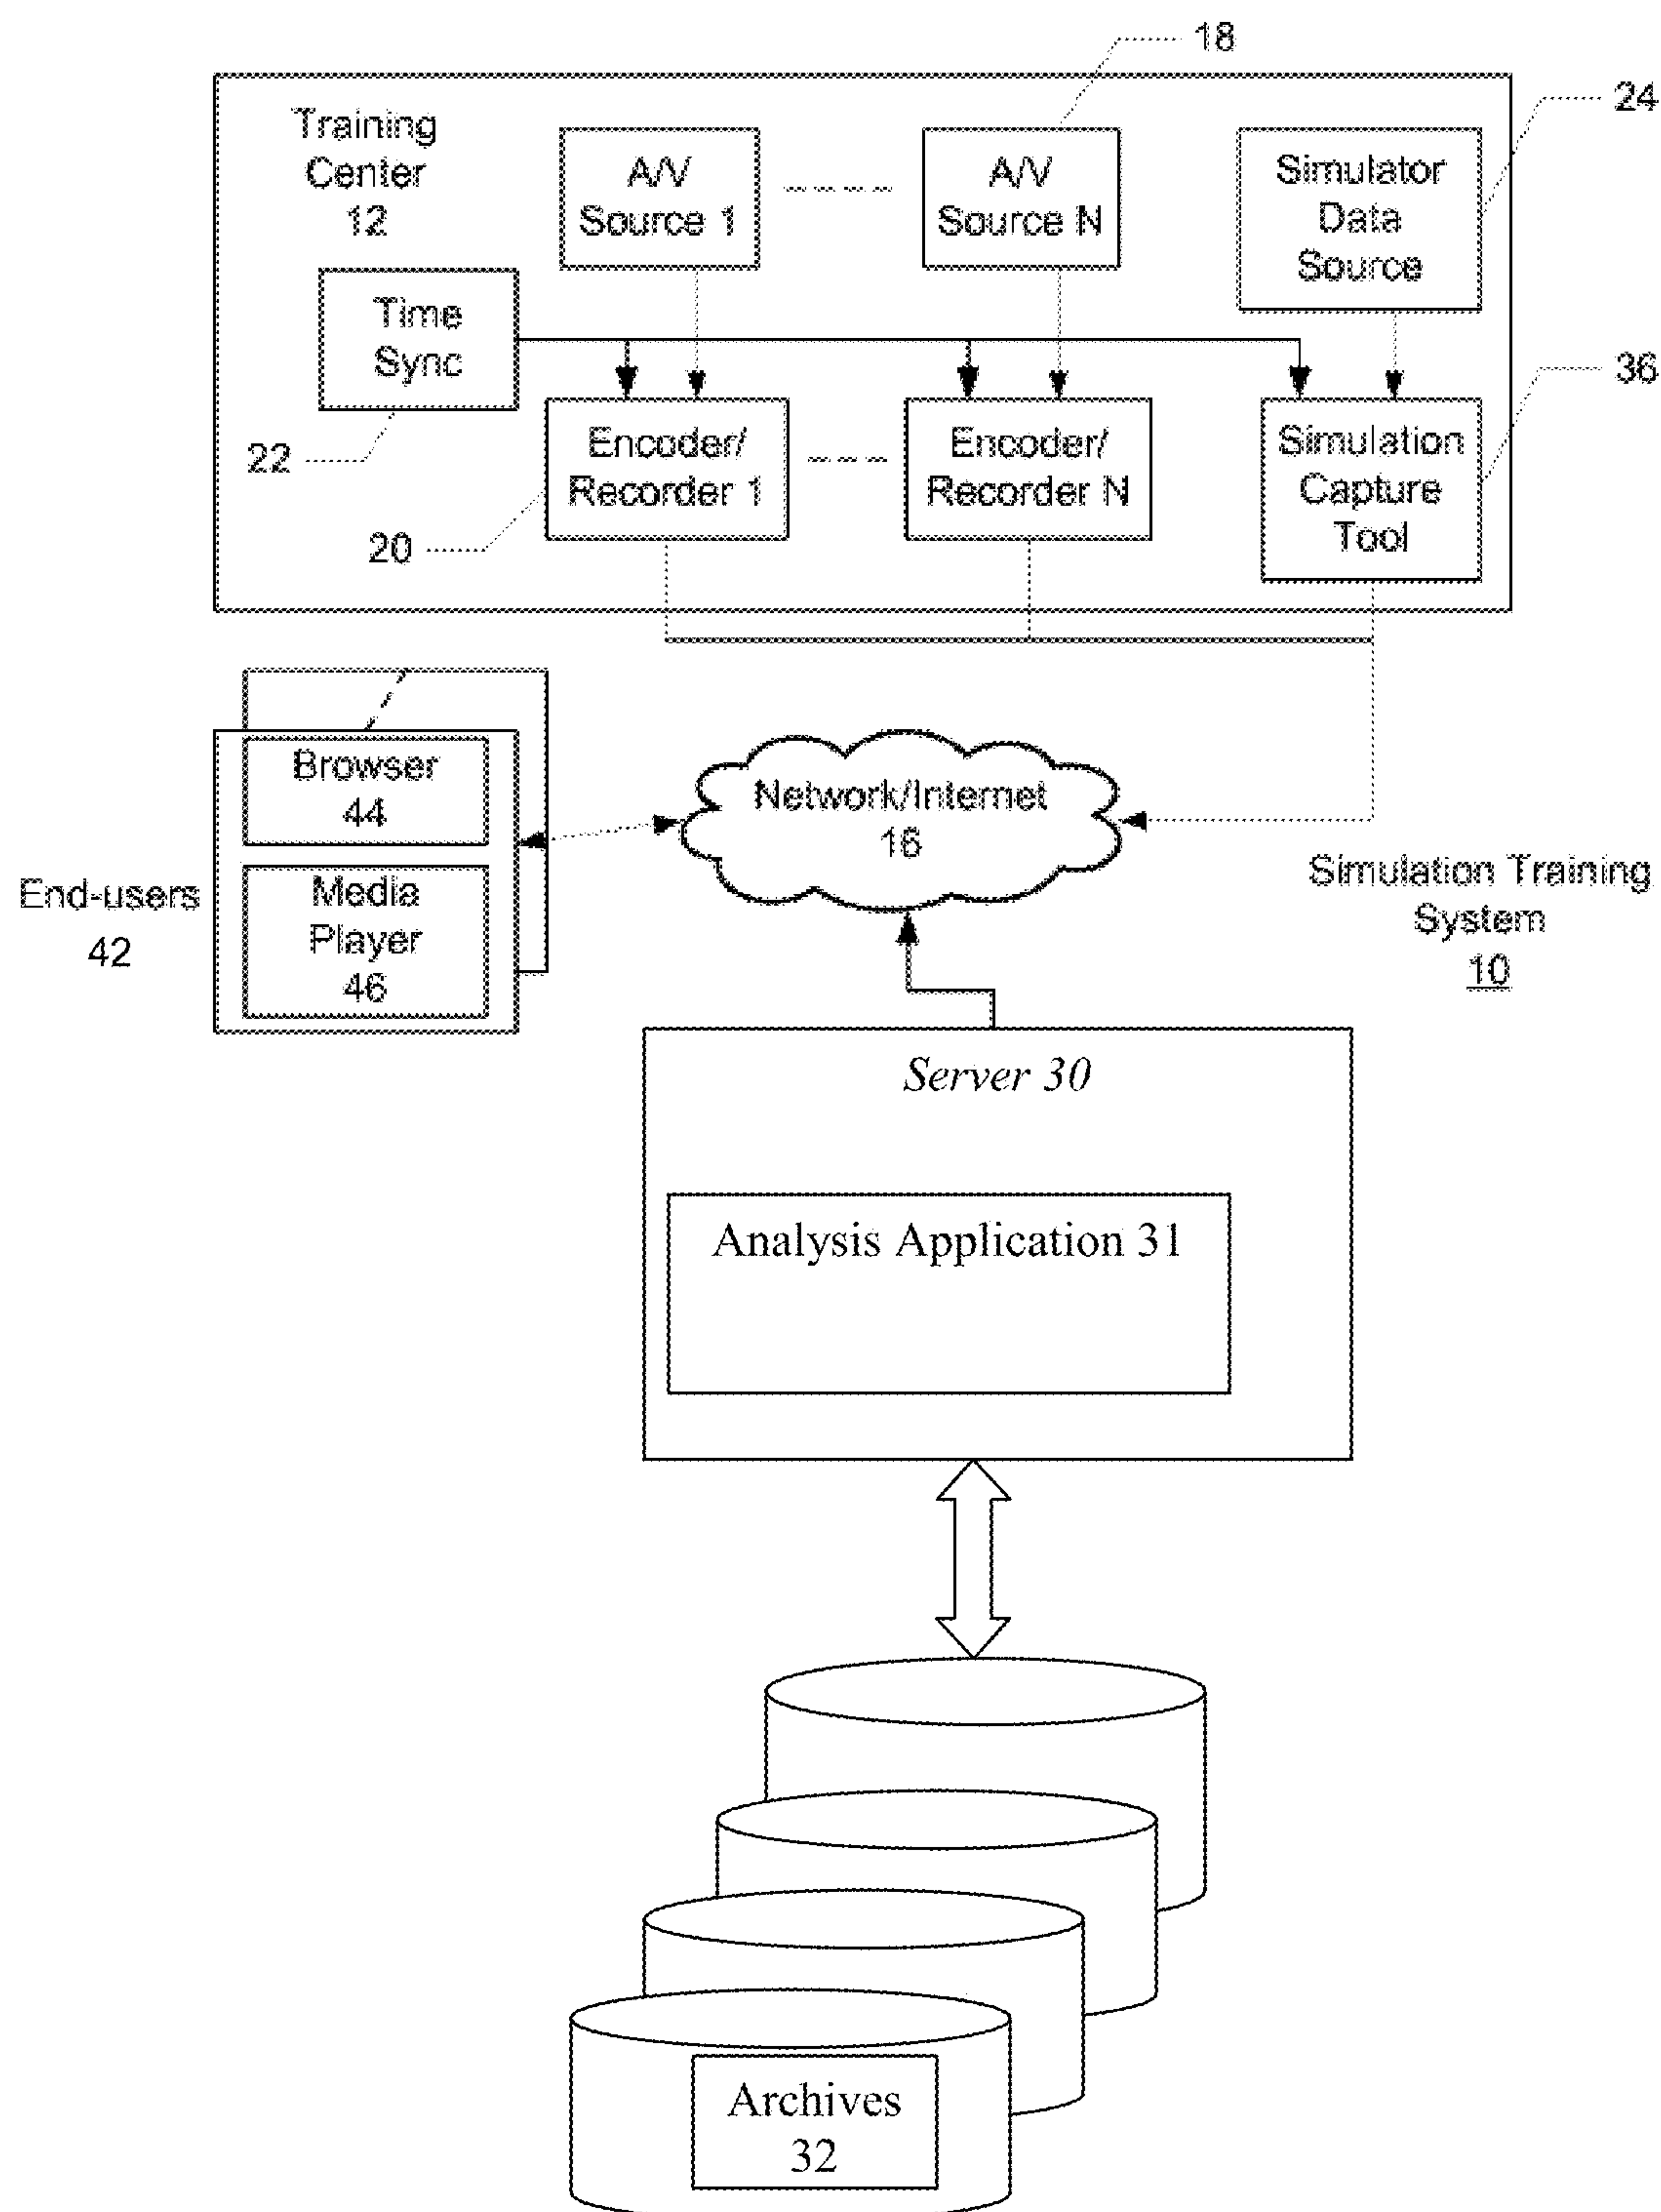 18
24
Training
Center
12
A/V
Source 1
A/V
Source N
Simulator
Data
Source
Time
Sync
36
22
Encoder/
Recorder 1
Encoder/
Recorder N
Simulation
Capture
Tool
20
Browser
44
Network/Internet
16
End-users
42
Media
Player
46
Simulation Training
System
10
Server 30
Analysis Application 31
Archives
32